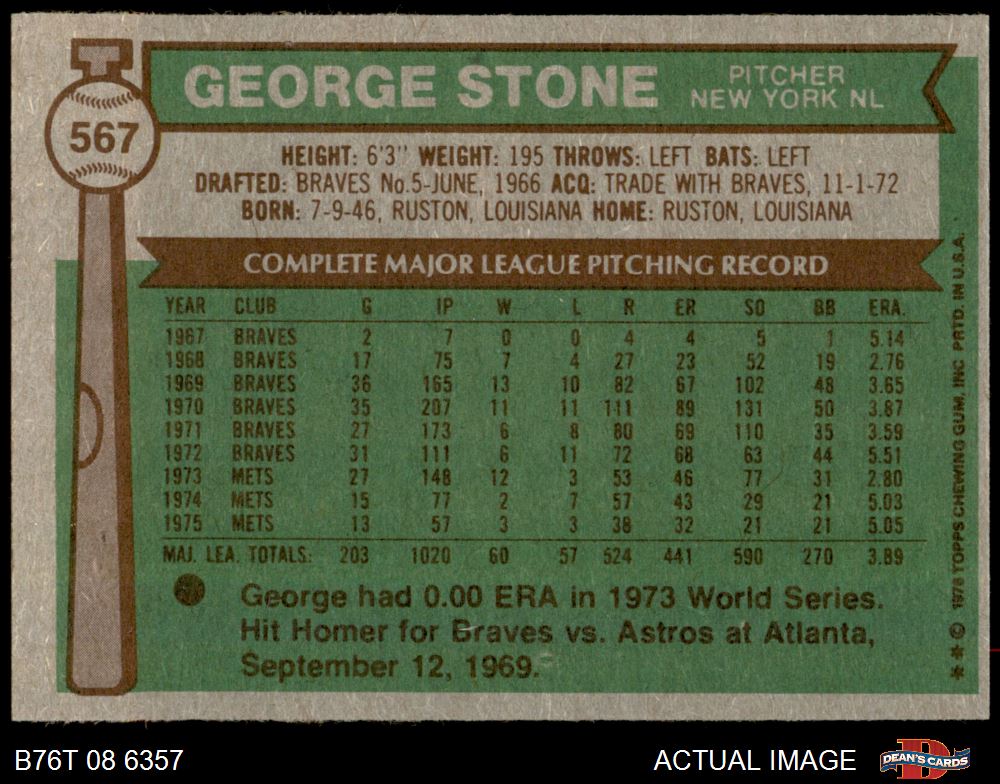 567
GEORGE STONE
PITCHER
NEW YORK NL
HEIGHT: 6'3" WEIGHT: 195 THROWS: LEFT BATS: LEFT
DRAFTED: BRAVES No.5-JUNE, 1966 ACQ: TRADE WITH BRAVES, 11-1-72
BORN: 7-9-46, RUSTON, LOUISIANA HOME: RUSTON, LOUISIANA
COMPLETE MAJOR LEAGUE PITCHING RECORD
YEAR CLUB G IP W L R ER SO BB ERA.
1967 BRAVES 2 7 0 0 4 4 5 1 5.14
1968 BRAVES 17 75 7 4 27 23 52 19 2.76
1969 BRAVES 36 165 13 10 82 67 102 48 3.65
1970 BRAVES 35 207 11 11 111 89 131 50 3.87
1971 BRAVES 27 173 6 8 80 69 110 35 3.59
1972 BRAVES 31 111 6 11 72 68 63 44 5.51
1973 METS 27 148 12 3 53 46 77 31 2.80
1974 METS 15 77 2 7 57 43 29 21 5.03
1975 METS 13 57 3 3 38 32 21 21 5.05
MAJ. LEA. TOTALS: 203 1020 60 57 524 441 590 270 3.89
George had 0.00 ERA in 1973 World Series.
Hit Homer for Braves vs. Astros at Atlanta,
September 12, 1969.
** © 1976 TOPPS CHEWING GUM, INC PRTD. IN U.S.A.
B76T 08 6357
ACTUAL IMAGE
D
DEAN'S CARDS